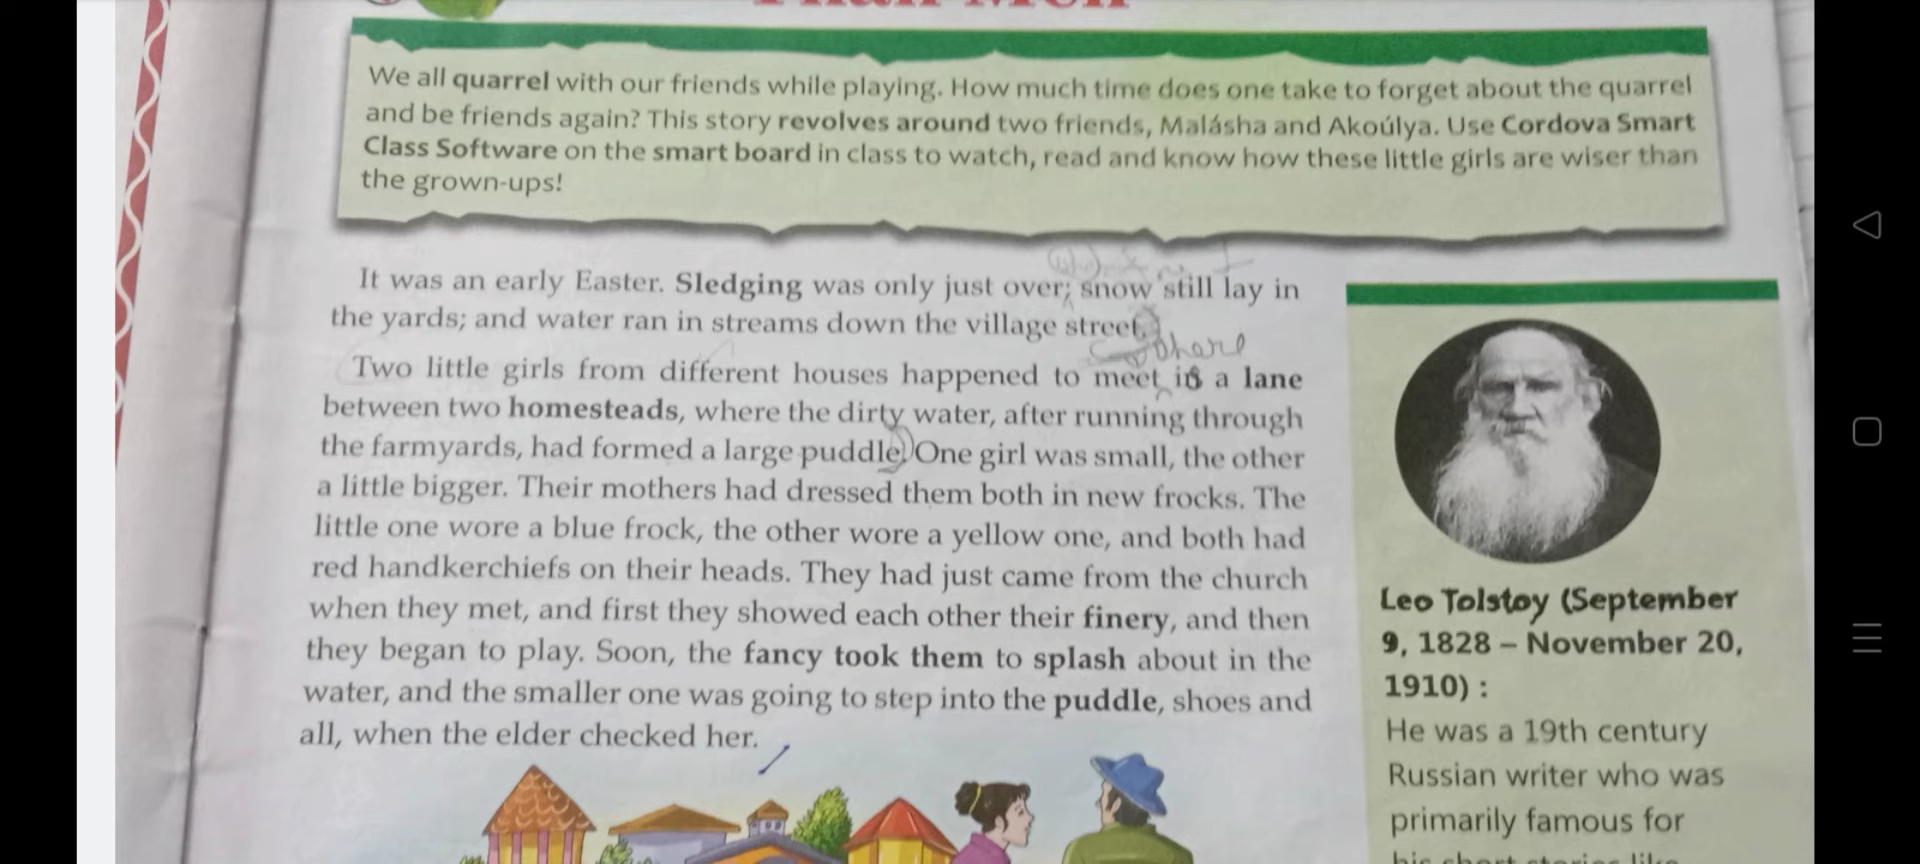 We all quarrel with our friends while playing. How much time does one take to forget about the quarrel
and be friends again? This story revolves around two friends, Malásha and Akoúlya. Use Cordova Smart
Class Software on the smart board in class to watch, read and know how these little girls are wiser than
the grown-ups!
It was an early Easter. Sledging was only just over; snow still lay in
the yards; and water ran in streams down the village street.
Two little girls from different houses happened to meet in a lane
between two homesteads, where the dirty water, after running through
the farmyards, had formed a large puddle. One girl was small, the other
a little bigger. Their mothers had dressed them both in new frocks. The
little one wore a blue frock, the other wore a yellow one, and both had
red handkerchiefs on their heads. They had just came from the church
when they met, and first they showed each other their finery, and then
they began to play. Soon, the fancy took them to splash about in the
water, and the smaller one was going to step into the puddle, shoes and
all, when the elder checked her.
Leo Tolstoy (September
9, 1828 – November 20,
1910) :
He was a 19th century
Russian writer who was
primarily famous for